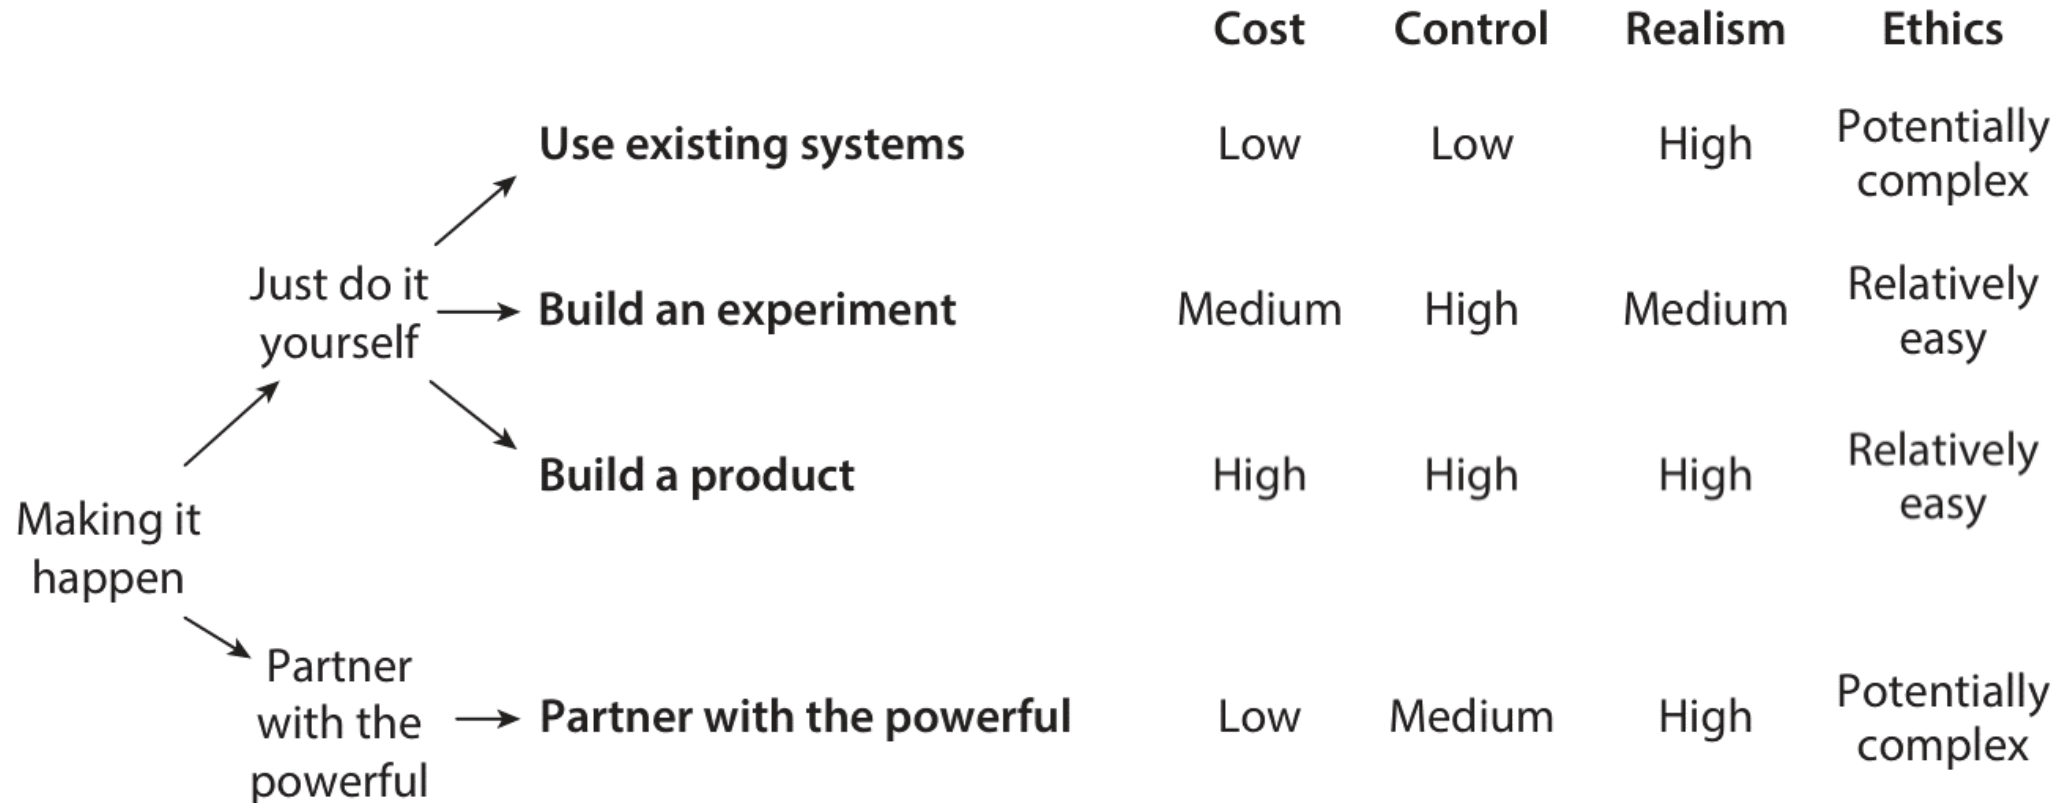 Cost Control Realism Ethics
Use existing systems Low Low High Potentially
complex
Just do it
yourself
Build an experiment Medium High Medium Relatively
easy
Build a product High High High Relatively
easy
Making it
happen
Partner
with the
powerful
Partner with the powerful Low Medium High Potentially
complex